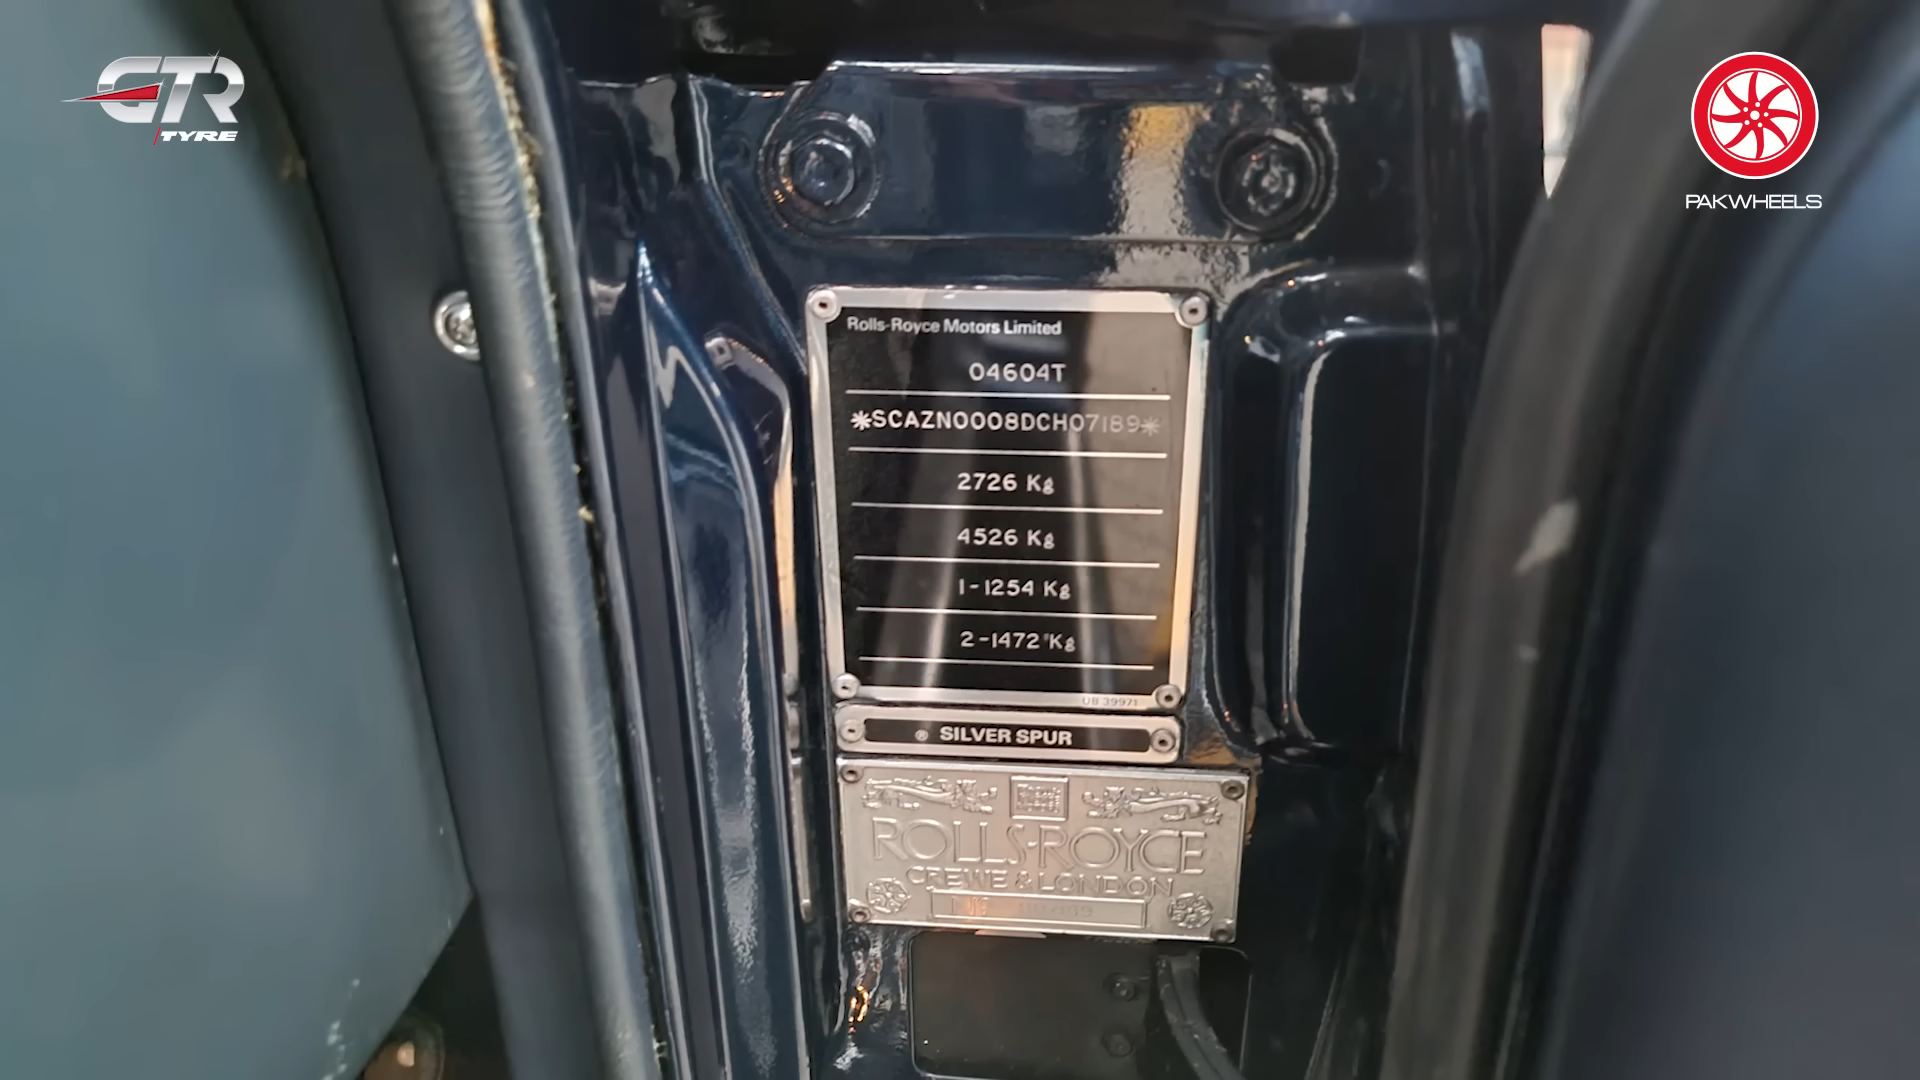 GTR
TYRE
PAKWHEELS
Rolls-Royce Motors Limited
04604T
*SCAZN0008DCH07189*
2726 Kg
4526 Kg
1-1254 Kg
2-1472 Kg
UB 39971
® SILVER SPUR
ROLLS-ROYCE
CREWE & LONDON